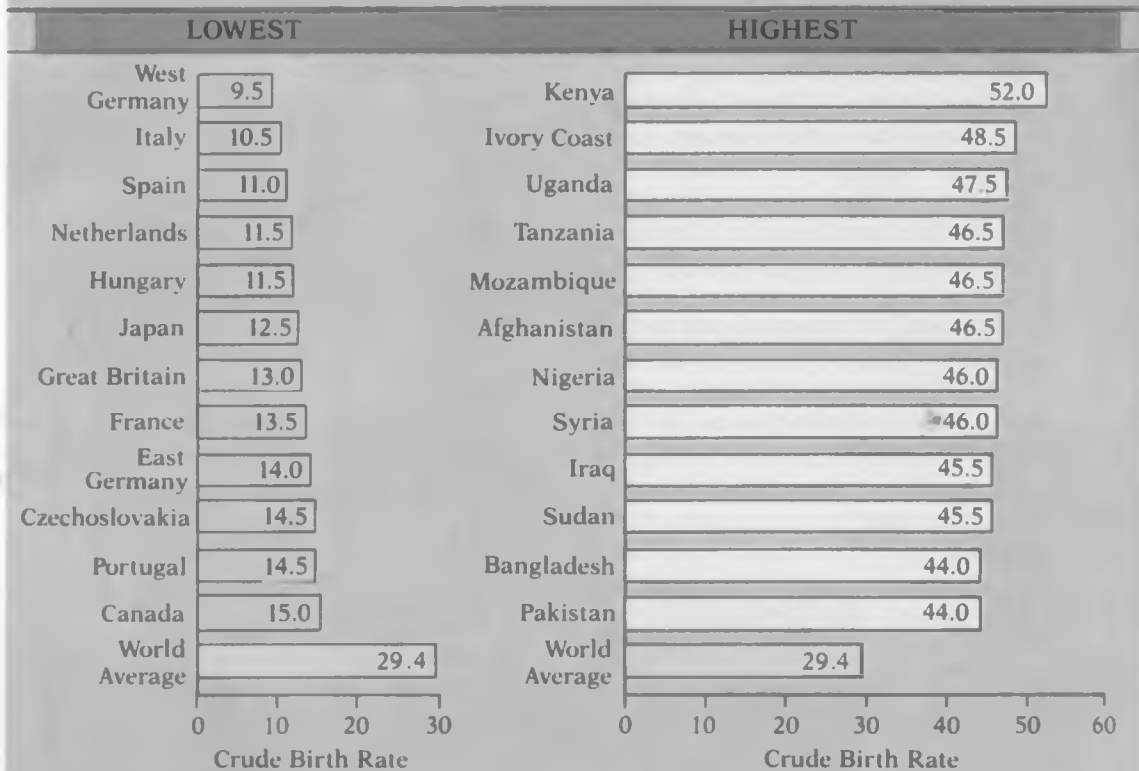 LOWEST
West
Germany
9.5
Italy
10.5
Spain
11.0
Netherlands
11.5
Hungary
11.5
Japan
12.5
Great Britain
13.0
France
13.5
East
Germany
14.0
Czechoslovakia
14.5
Portugal
14.5
Canada
15.0
World
Average
29.4
0 10 20 30
Crude Birth Rate
HIGHEST
Kenya
52.0
Ivory Coast
48.5
Uganda
47.5
Tanzania
46.5
Mozambique
46.5
Afghanistan
46.5
Nigeria
46.0
Syria
46.0
Iraq
45.5
Sudan
45.5
Bangladesh
44.0
Pakistan
44.0
World
Average
29.4
0 10 20 30 40 50 60
Crude Birth Rate